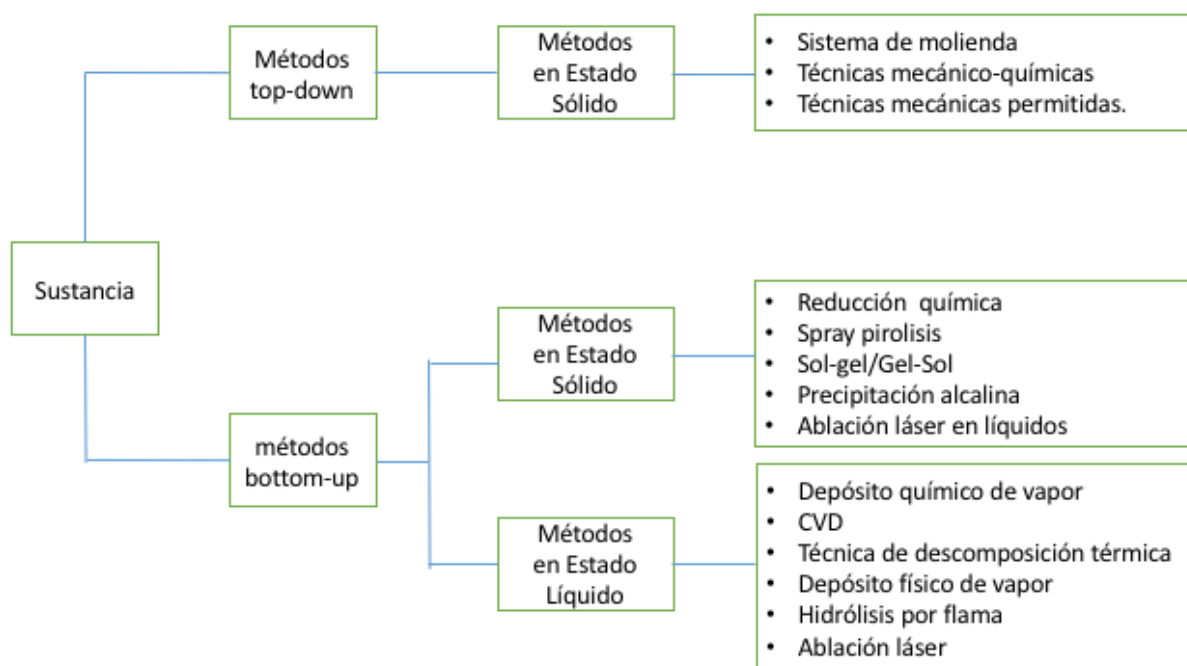 Sustancia
Métodos
top-down
Métodos
en Estado
Sólido
• Sistema de molienda
• Técnicas mecánico-químicas
• Técnicas mecánicas permitidas.
métodos
bottom-up
Métodos
en Estado
Sólido
• Reducción química
• Spray pirolisis
• Sol-gel/Gel-Sol
• Precipitación alcalina
• Ablación láser en líquidos
Métodos
en Estado
Líquido
• Depósito químico de vapor
• CVD
• Técnica de descomposición térmica
• Depósito físico de vapor
• Hidrólisis por flama
• Ablación láser